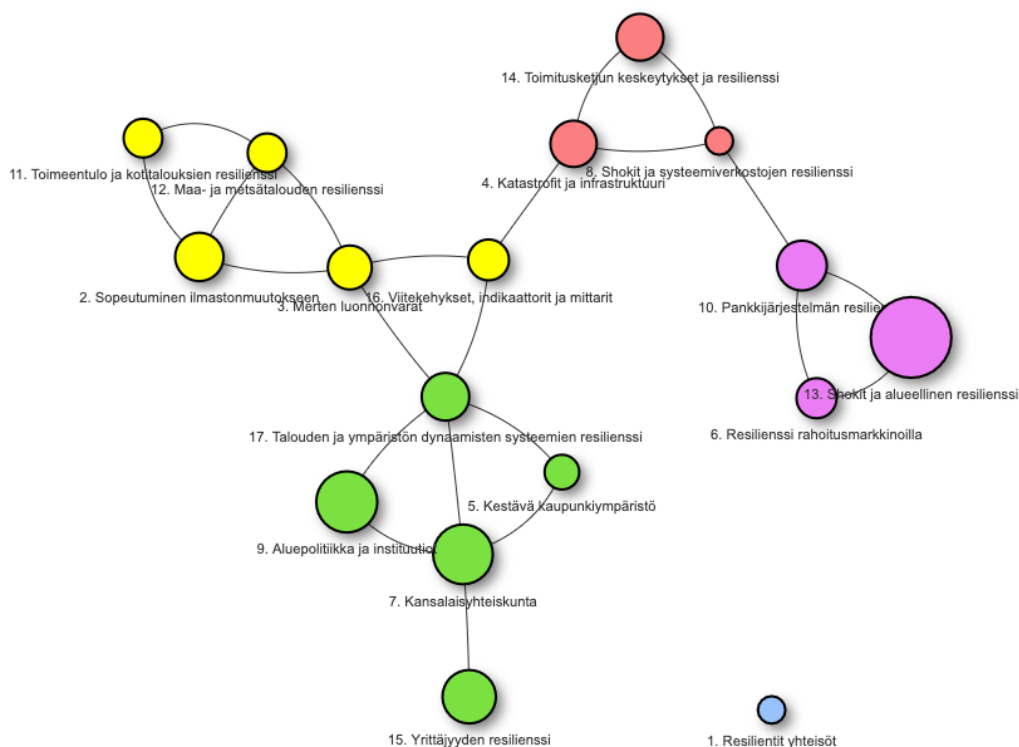 14. Toimitusketjun keskeytykset ja resilienssi
11. Toimeentulo ja kotitalouksien resilienssi
8. Shokit ja systeemiverkostojen resilienssi
4. Katastrofit ja infrastruktuuri
12. Maa- ja metsätalouden resilienssi
2. Sopeutuminen ilmastonmuutokseen
16. Viitekehykset, indikaattorit ja mittarit
3. Merten luonnonvarat
10. Pankkijärjestelmän
13. Shokit ja alueellinen resilienssi
6. Resilienssi rahoitusmarkkinoilla
17. Talouden ja ympäristön dynaamisten systeemien resilienssi
5. Kestävä kaupunkiympäristö
9. Aluepolitiikka ja
7. Kansalaisyhteiskunta
15. Yrittäjyyden resilienssi
1. Resilientit yhteisöt